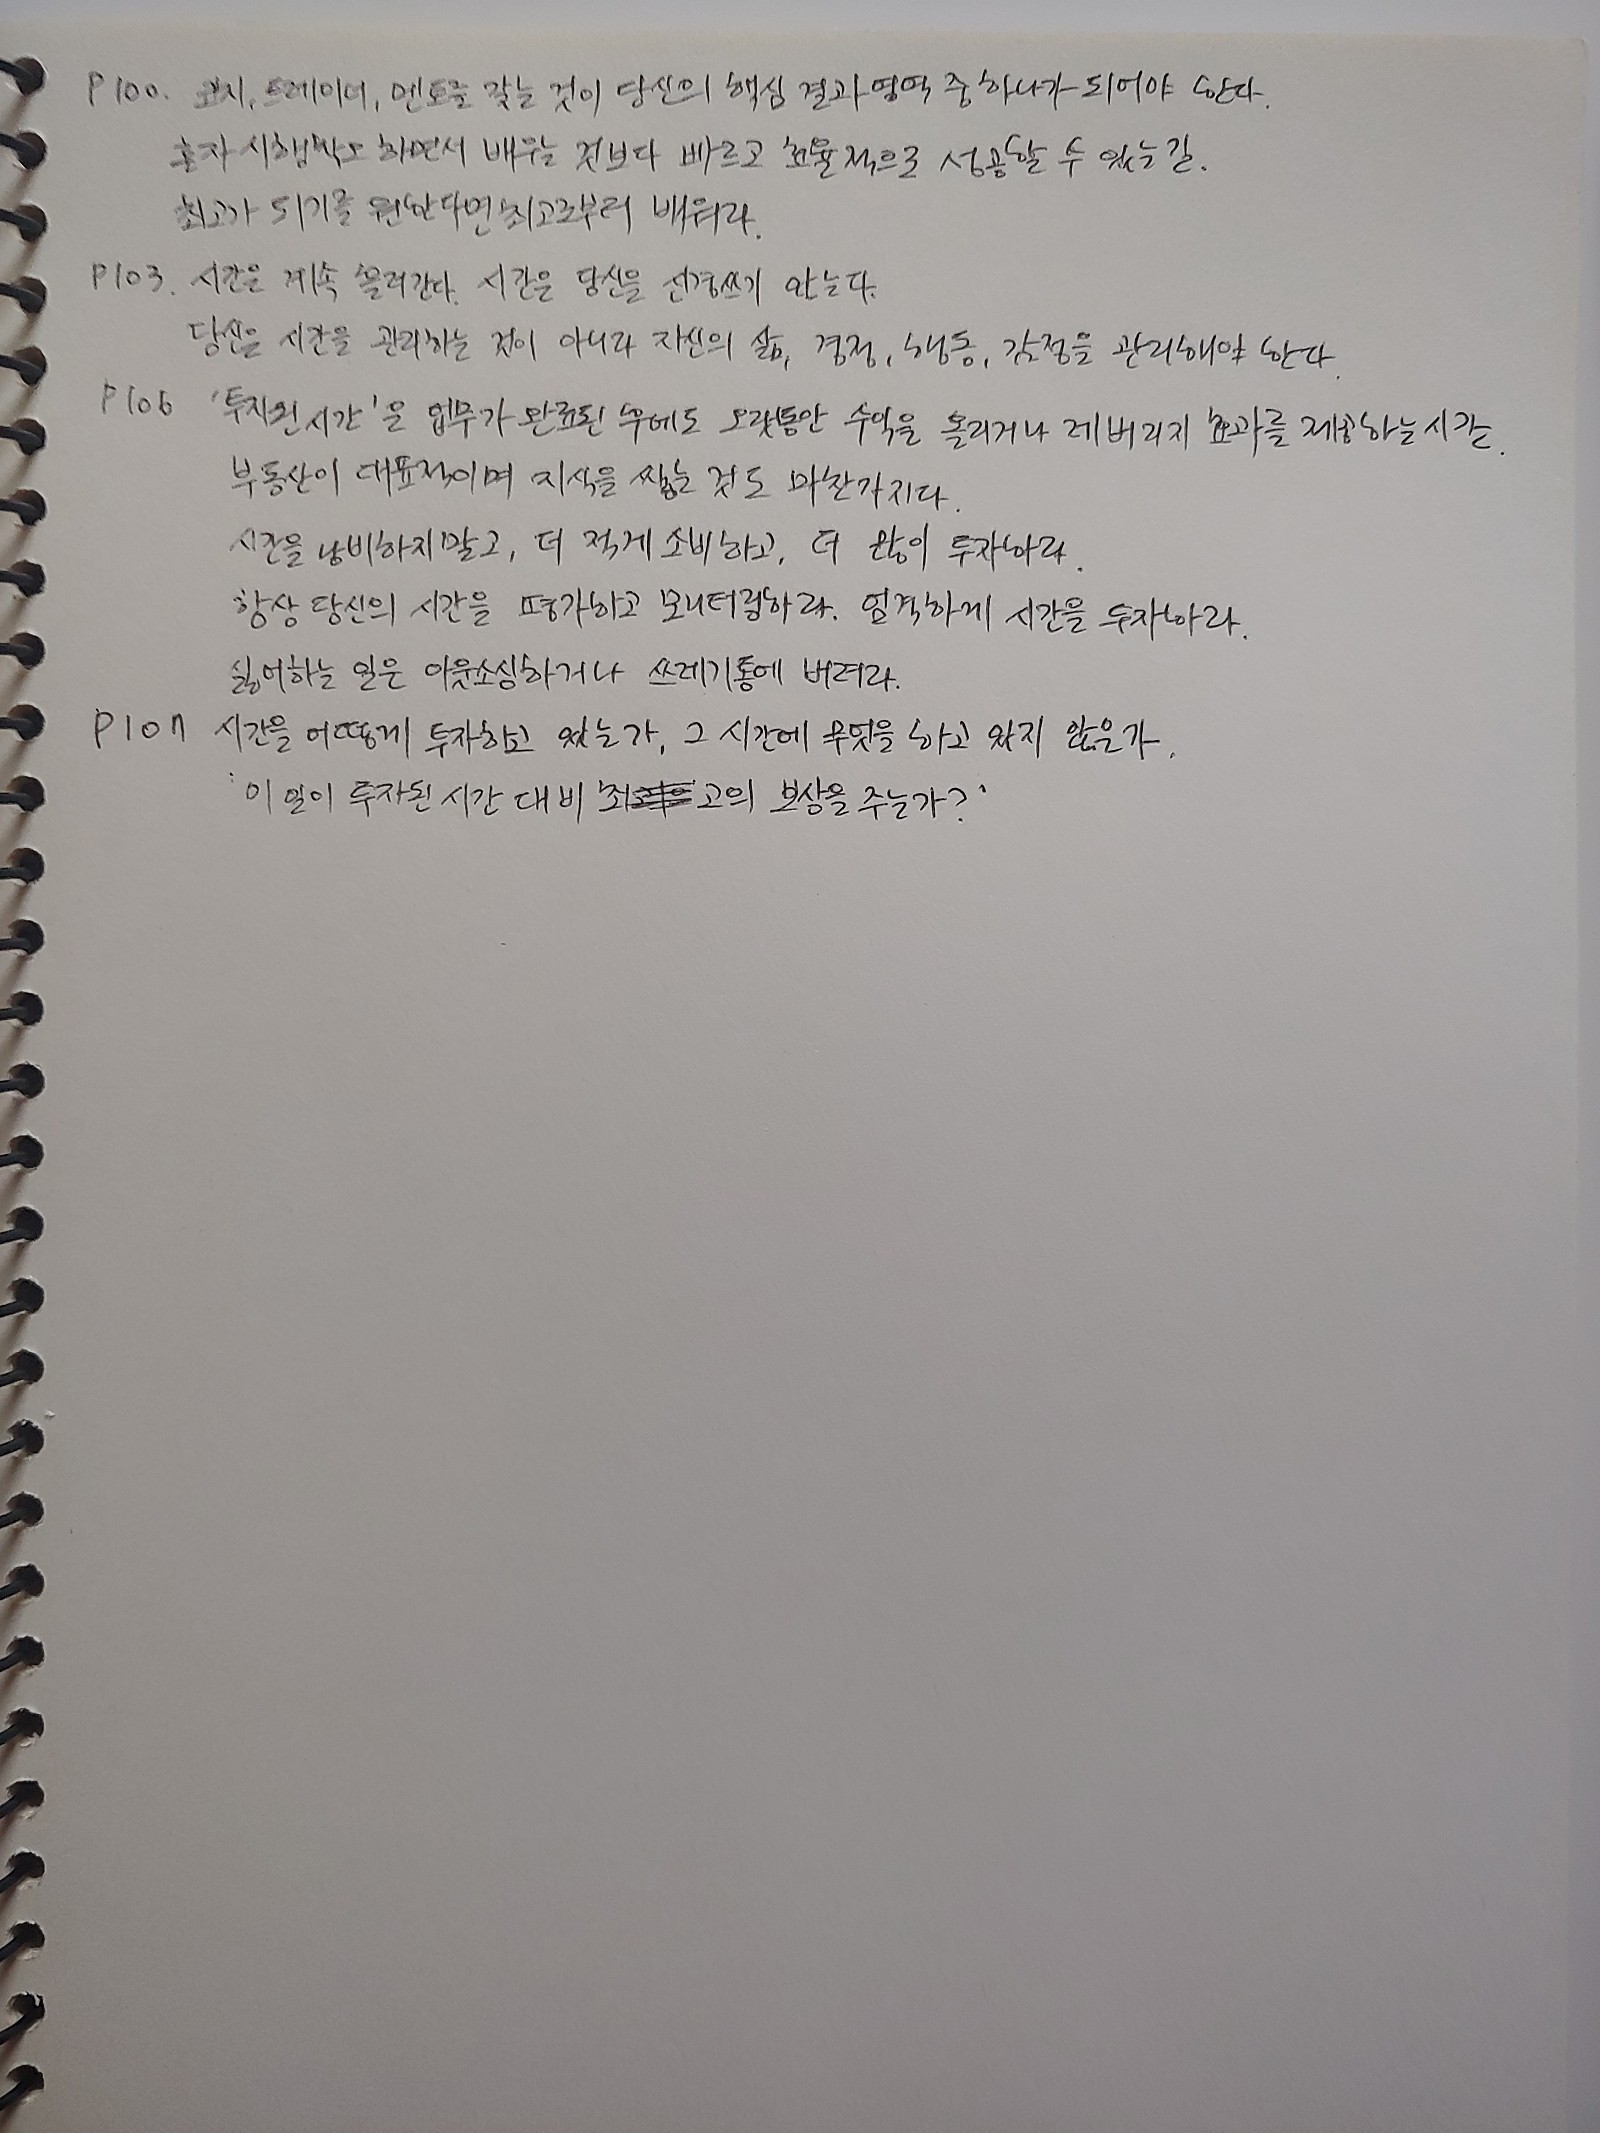 P100. 코치, 트레이너, 멘토를 갖는 것이 당신의 핵심 결과 영역 중 하나가 되어야 한다.
혼자 시행착오 하면서 배우는 것보다 빠르고 효율적으로 성공할 수 있는 길.
최고가 되기를 원한다면 최고로부터 배워라.
P103. 시간은 계속 흘러간다. 시간은 당신을 신경쓰기 않는다.
당신은 시간을 관리하는 것이 아니라 자신의 삶, 결정, 행동, 감정을 관리해야 한다.
P106 '투자된 시간'은 업무가 완료된 후에도 오랫동안 수익을 올리거나 레버리지 효과를 제공하는 시간.
부동산이 대표적이며 지식을 쌓는 것도 마찬가지다.
시간을 낭비하지 말고, 더 적게 소비하고, 더 많이 투자하라.
항상 당신의 시간을 평가하고 모니터링하라. 엄격하게 시간을 투자하라.
싫어하는 일은 아웃소싱하거나 쓰레기통에 버려라.
P107 시간을 어떻게 투자하고 있는가, 그 시간에 무엇을 하고 있지 않은가.
'이 일이 투자된 시간 대비 최고의 보상을 주는가?'